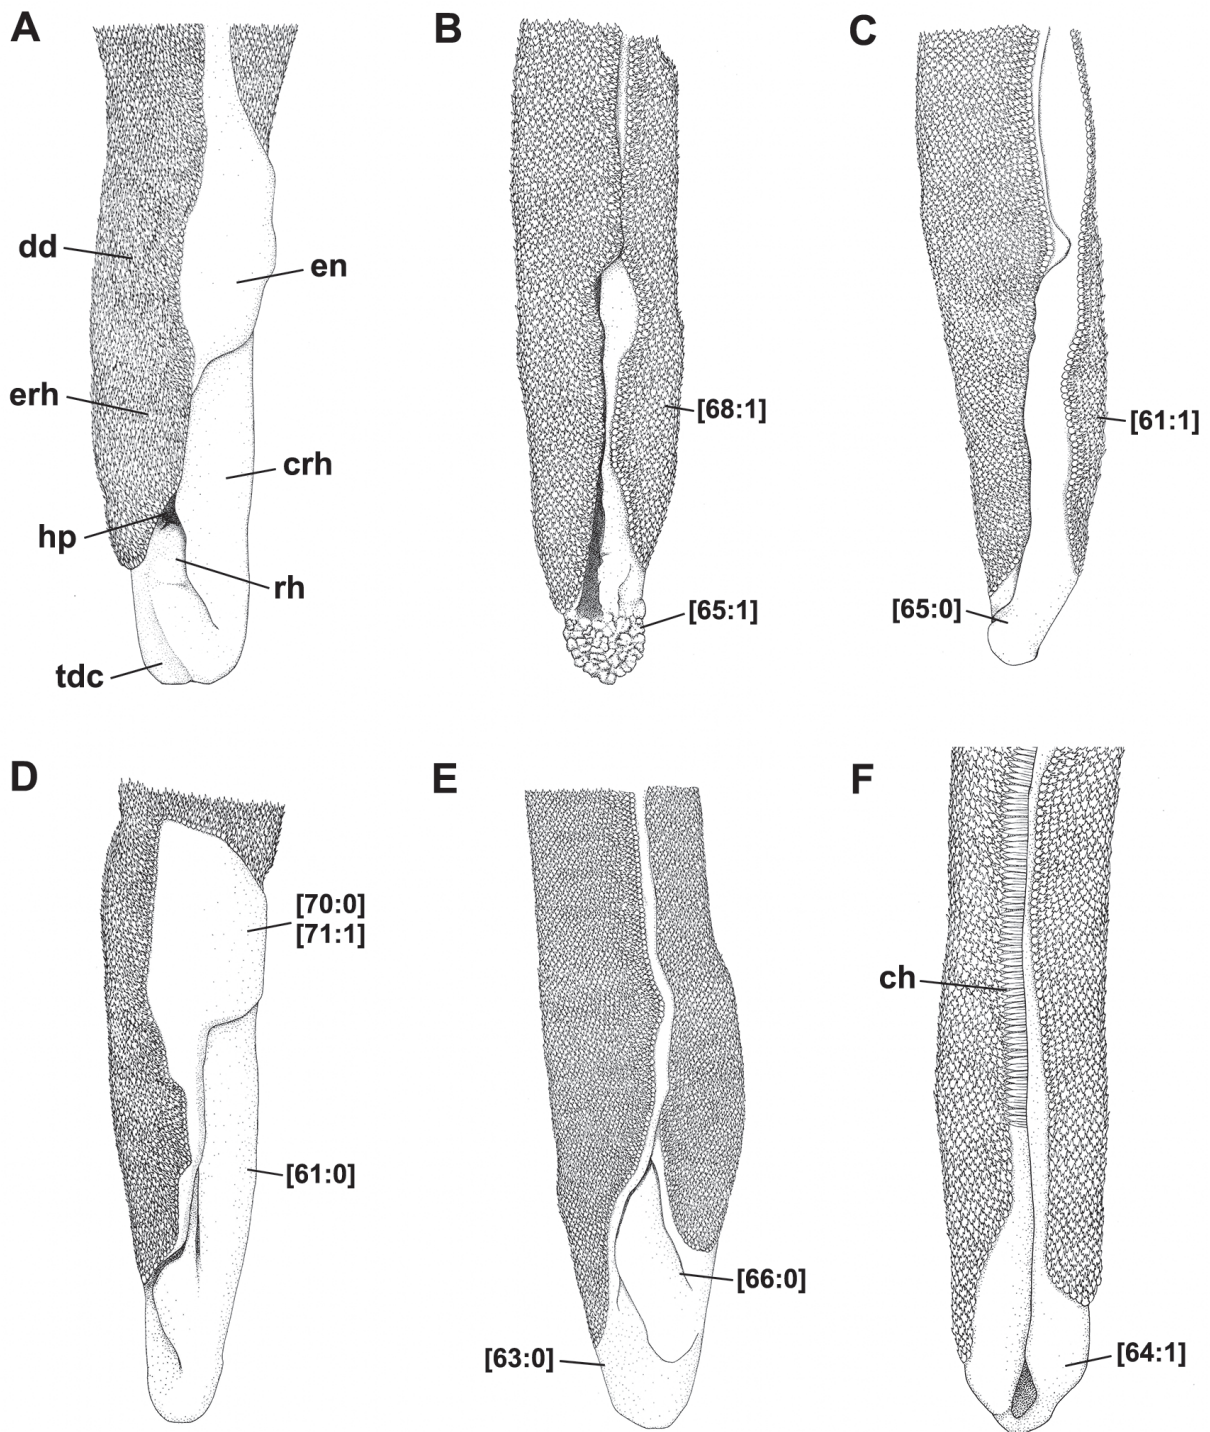 A
dd
en
erh
crh
hp
rh
tdc
B
[68:1]
[65:1]
C
[61:1]
[65:0]
D
[70:0]
[71:1]
[61:0]
E
[66:0]
[63:0]
F
ch
[64:1]